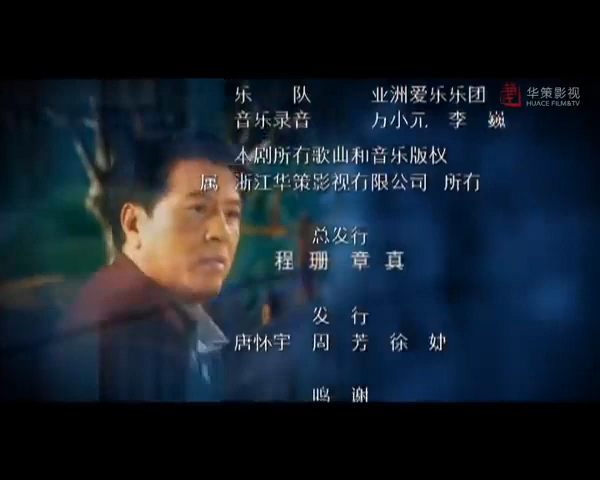 华策影视
HUACE FILM&TV
乐 队 亚洲爱乐乐团
音乐录音 方小元 李 巍
本剧所有歌曲和音乐版权
属 浙江华策影视有限公司 所有
总发行
程 珊 章 真
发 行
唐怀宇 周 芳 徐 婕
鸣 谢